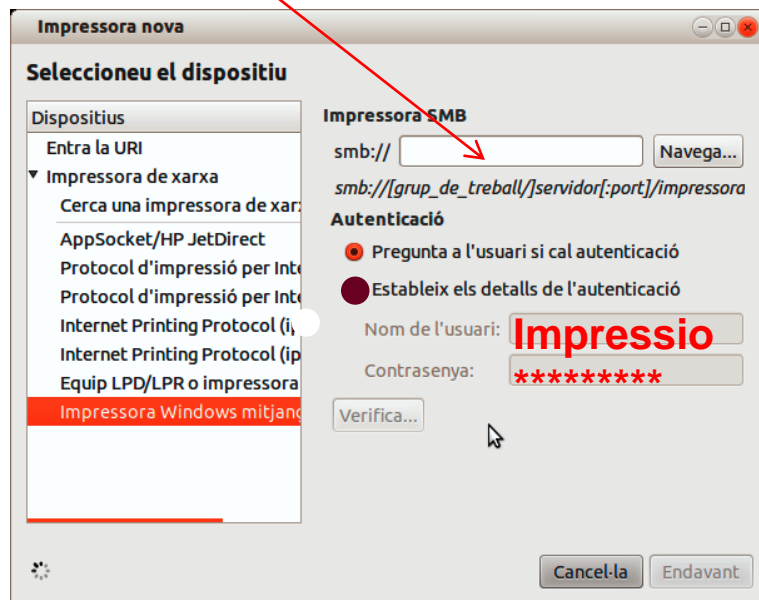 Impressora nova
Seleccioneu el dispositiu
Dispositius
Entra la URI
Impressora de xarxa
Cerca una impressora de xar
AppSocket/HP JetDirect
Protocol d'impressió per Inte
Protocol d'impressió per Inte
Internet Printing Protocol (i
Internet Printing Protocol (ip
Equip LPD/LPR o impressora
Impressora Windows mitjanç
Impressora SMB
smb:// Navega...
smb://[grup_de_treball/]servidor[:port]/impressora
Autenticació
Pregunta a l'usuari si cal autenticació
Estableix els detalls de l'autenticació
Nom de l'usuari: Impressio
Contrasenya: *********
Verifica...
Cancel·la Endavant